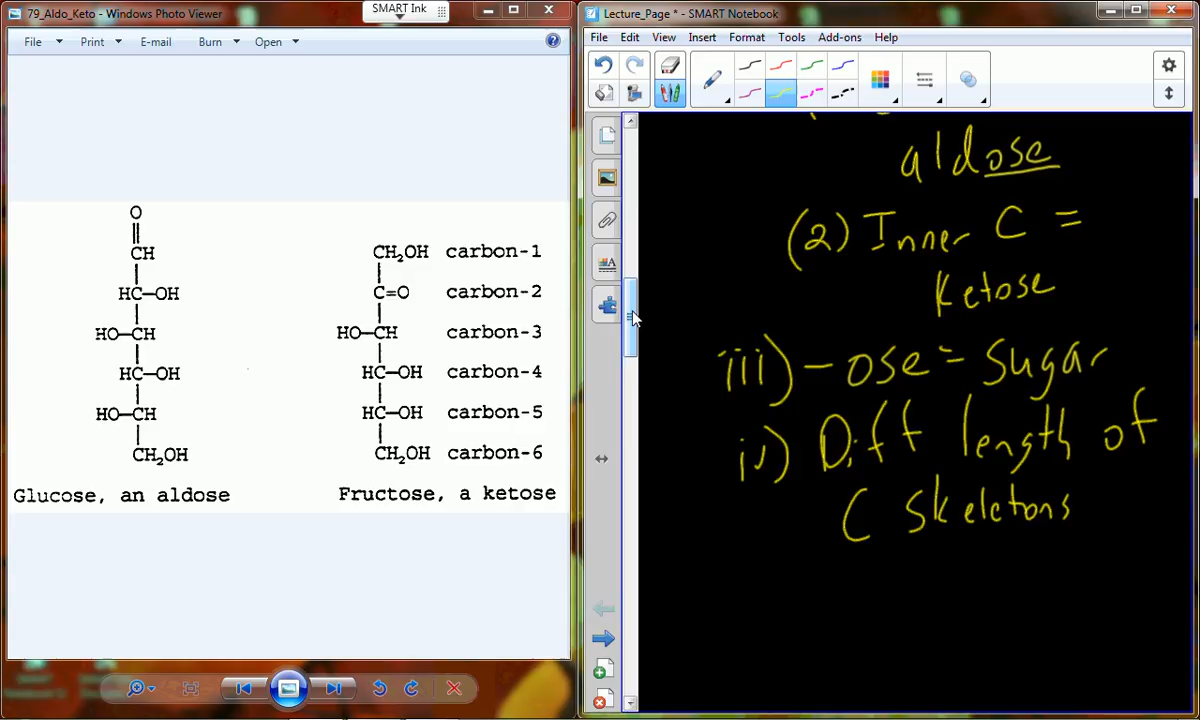 79_Aldo_Keto - Windows Photo Viewer
SMART Ink
File Print E-mail Burn Open
O
CH
HC-OH
HO-CH
HC-OH
HO-CH
CH₂OH
Glucose, an aldose
CH₂OH carbon-1
C=O carbon-2
HO-CH carbon-3
HC-OH carbon-4
HC-OH carbon-5
CH₂OH carbon-6
Fructose, a ketose
Lecture_Page * - SMART Notebook
File Edit View Insert Format Tools Add-ons Help
aldose
(2) Inner C =
ketose
iii) - ose = Sugar
iv) Diff length of
C skeletons